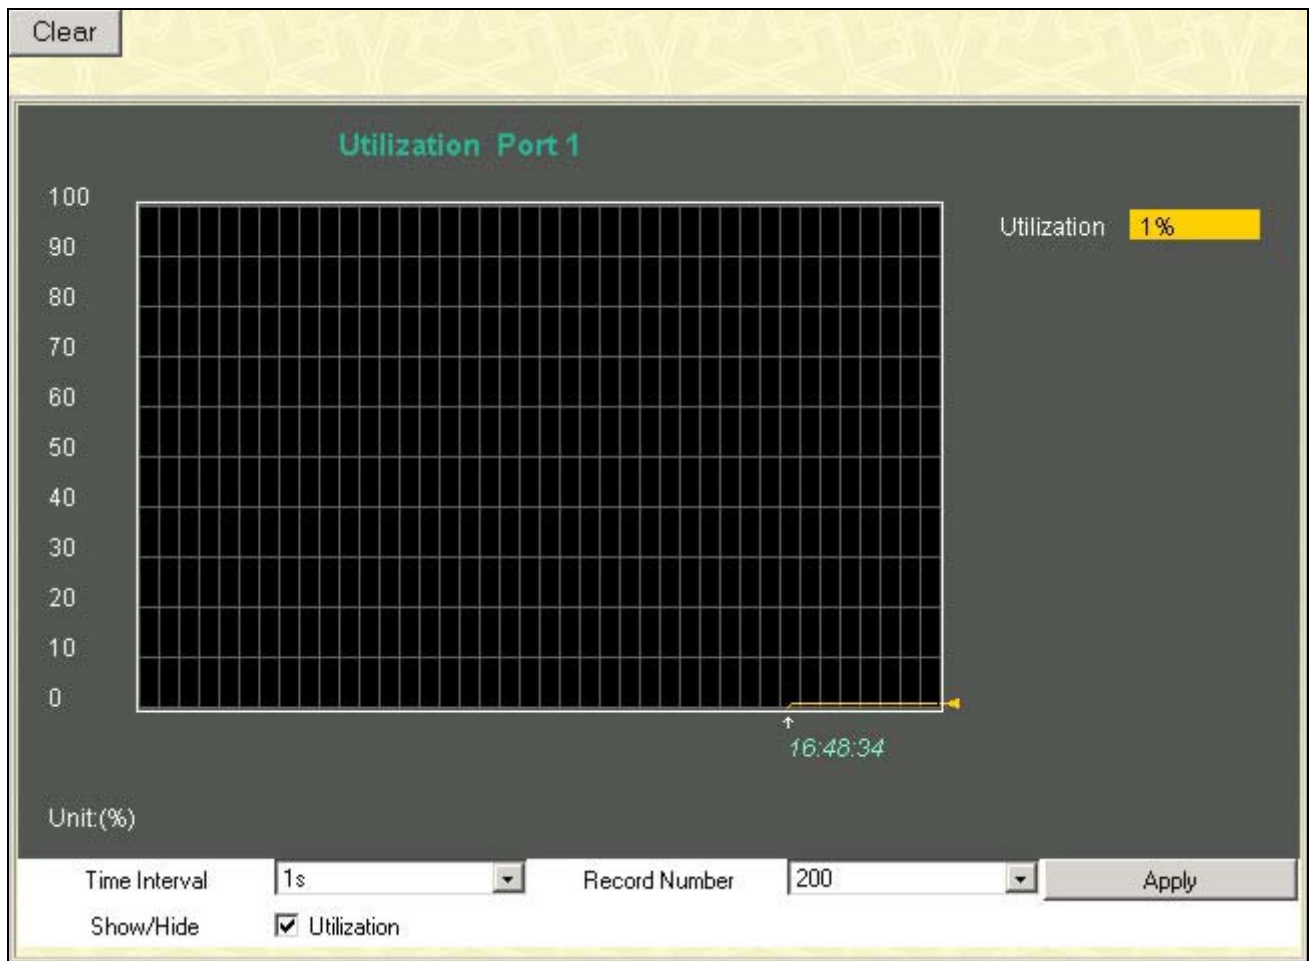 Clear
Utilization Port 1
100
90
80
70
60
50
40
30
20
10
0
Utilization 1%
16:48:34
Unit:(%)
Time Interval 1s Record Number 200 Apply
Show/Hide Utilization